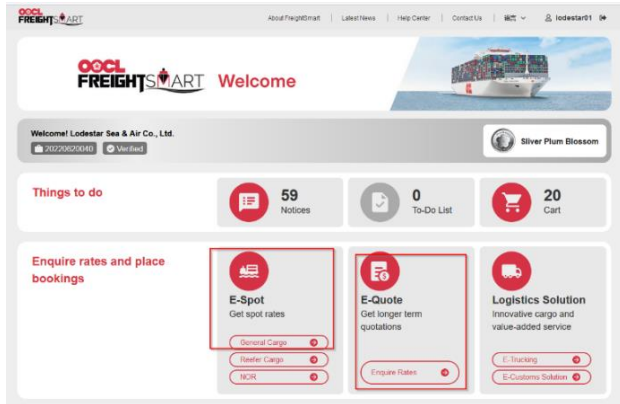 OOCL
FREIGHTSMART
About FreightSmart
Latest News
Help Center
Contact Us
lodestar01
OOCL
FREIGHTSMART Welcome
Welcome! Lodestar Sea & Air Co., Ltd.
20220620040
Verified
Sliver Plum Blossom
Things to do
59
Notices
0
To-Do List
20
Cart
Enquire rates and place
bookings
E-Spot
Get spot rates
General Cargo
Reefer Cargo
NOR
E-Quote
Get longer term
quotations
Enquire Rates
Logistics Solution
Innovative cargo and
value-added service
E-Trucking
E-Customs Solution